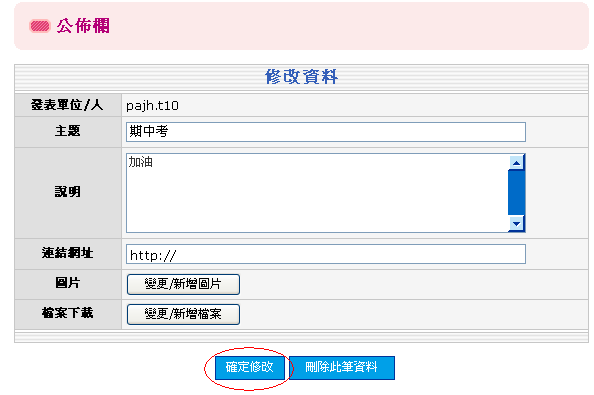 公佈欄
修改資料
發表單位/人 pajh.t10
主題 期中考
說明 加油
連結網址 http://
圖片 變更/新增圖片
檔案下載 變更/新增檔案
確定修改 刪除此筆資料